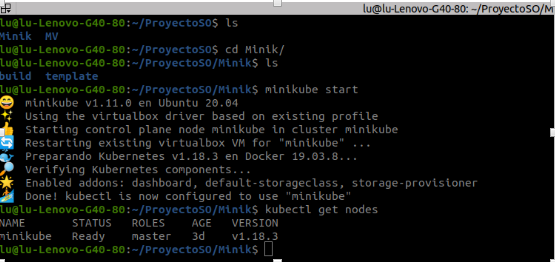 lu@lu-Lenovo-G40-80: ~/ProyectoSO/Mi
lu@lu-Lenovo-G40-80:~/ProyectoSO$ ls
Minik  MV
lu@lu-Lenovo-G40-80:~/ProyectoSO$ cd Minik/
lu@lu-Lenovo-G40-80:~/ProyectoSO/Minik$ ls
build  template
lu@lu-Lenovo-G40-80:~/ProyectoSO/Minik$ minikube start
minikube v1.11.0 en Ubuntu 20.04
Using the virtualbox driver based on existing profile
Starting control plane node minikube in cluster minikube
Restarting existing virtualbox VM for "minikube" ...
Preparando Kubernetes v1.18.3 en Docker 19.03.8...
Verifying Kubernetes components...
Enabled addons: dashboard, default-storageclass, storage-provisioner
Done! kubectl is now configured to use "minikube"
lu@lu-Lenovo-G40-80:~/ProyectoSO/Minik$ kubectl get nodes
NAME       STATUS   ROLES    AGE   VERSION
minikube   Ready    master   3d    v1.18.3
lu@lu-Lenovo-G40-80:~/ProyectoSO/Minik$